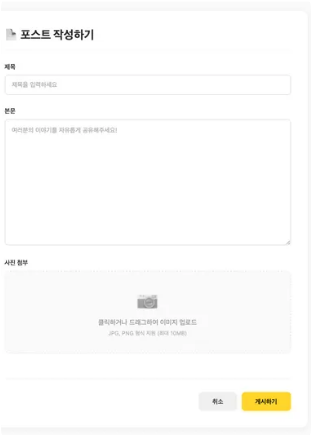 포스트 작성하기
제목
제목을 입력하세요
본문
여러분의 이야기를 자유롭게 공유해주세요!
사진 첨부
클릭하거나 드래그하여 이미지 업로드
JPG, PNG 형식 지원 (최대 10MB)
취소
게시하기